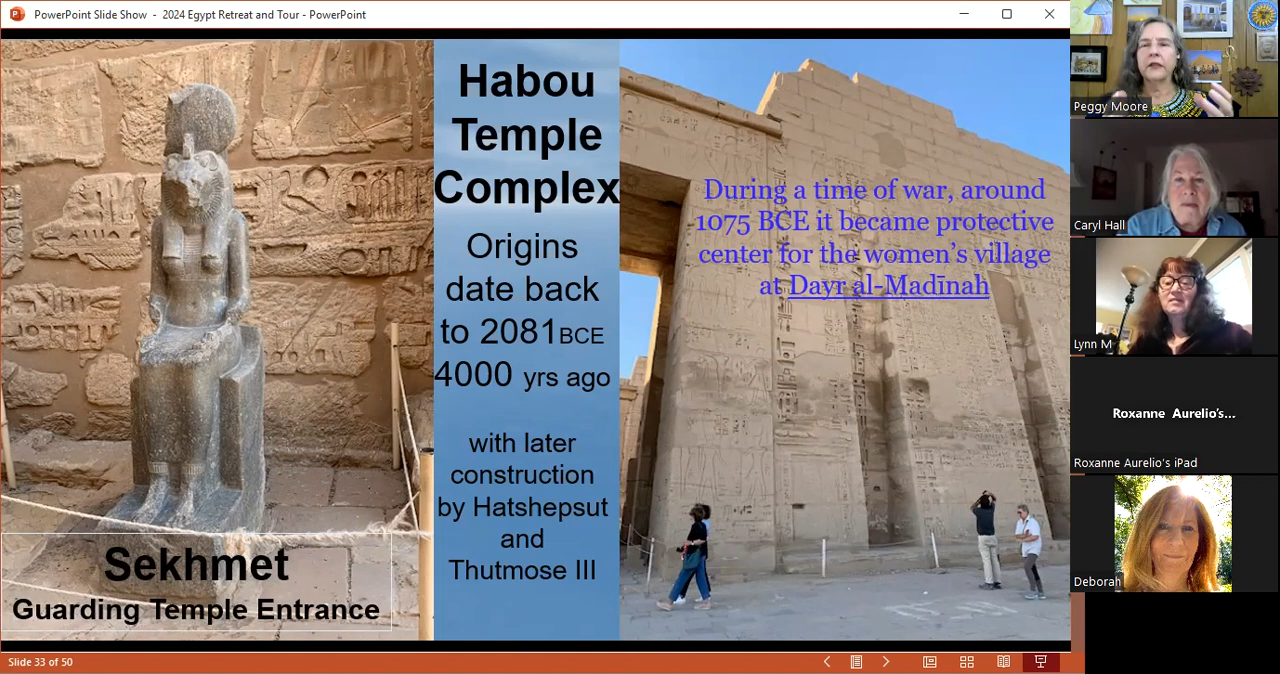 PowerPoint Slide Show - 2024 Egypt Retreat and Tour - PowerPoint
Sekhmet
Guarding Temple Entrance
Habou
Temple
Complex
Origins
date back
to 2081BCE
4000 yrs ago
with later
construction
by Hatshepsut
and
Thutmose III
During a time of war, around
1075 BCE it became protective
center for the women’s village
at Dayr al-Madīnah
Peggy Moore
Caryl Hall
Lynn M
Roxanne Aurelio's...
Roxanne Aurelio's iPad
Deborah
Slide 33 of 50